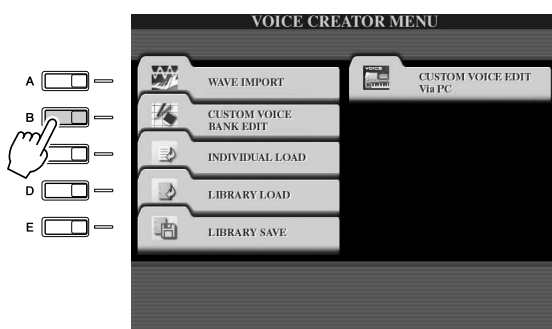 VOICE CREATOR MENU
A
WAVE IMPORT
VOICE
CUSTOM VOICE EDIT
Via PC
B
CUSTOM VOICE
BANK EDIT
INDIVIDUAL LOAD
D
LIBRARY LOAD
E
LIBRARY SAVE